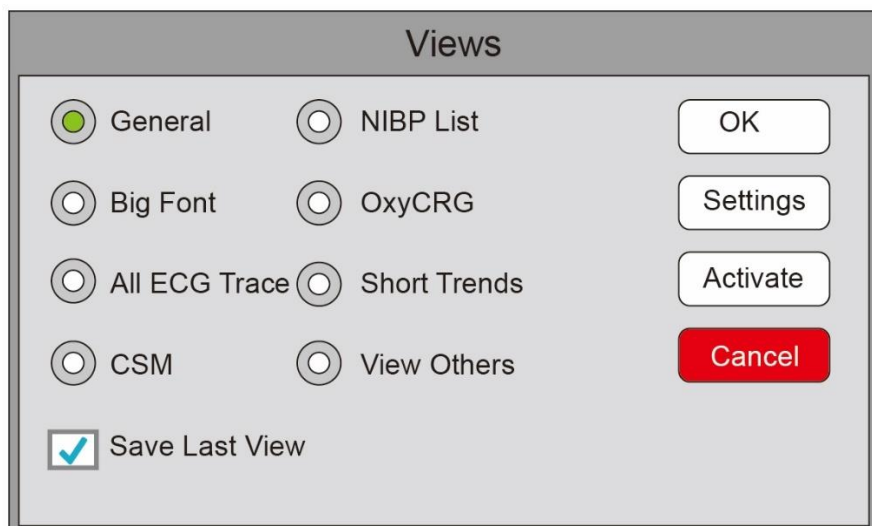 Views
General
NIBP List
OK
Big Font
OxyCRG
Settings
All ECG Trace
Short Trends
Activate
CSM
View Others
Cancel
Save Last View